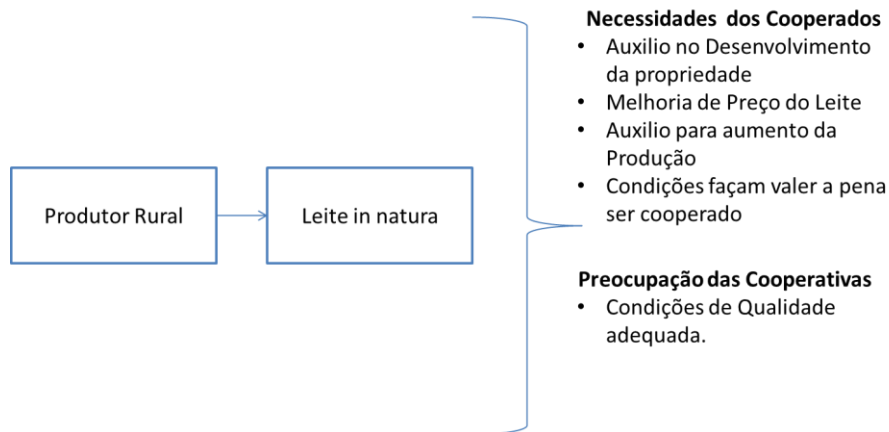 Produtor Rural
Leite in natura
Necessidades dos Cooperados
• Auxilio no Desenvolvimento
da propriedade
• Melhoria de Preço do Leite
• Auxilio para aumento da
Produção
• Condições façam valer a pena
ser cooperado
Preocupação das Cooperativas
• Condições de Qualidade
adequada.